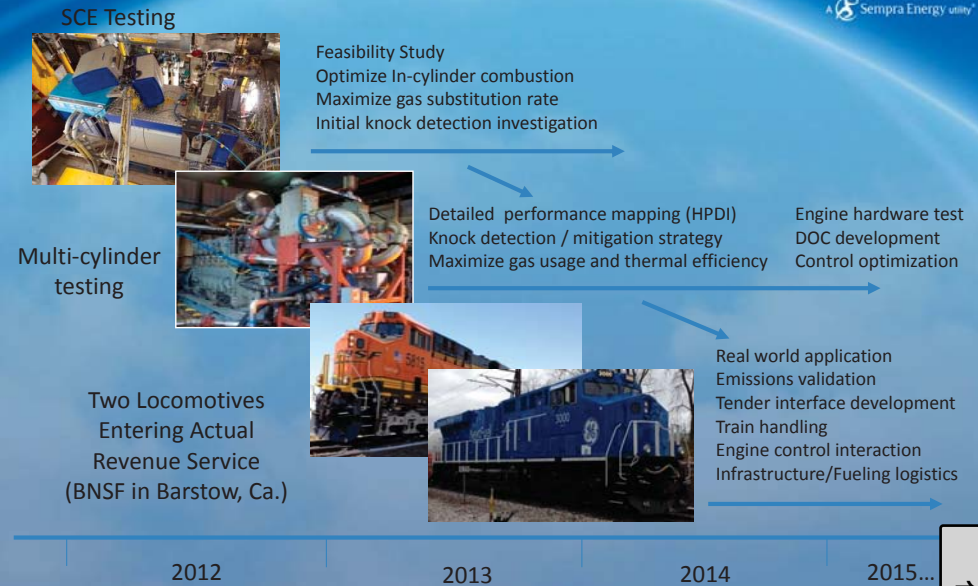 A Sempra Energy utility
SCE Testing
Feasibility Study
Optimize In-cylinder combustion
Maximize gas substitution rate
Initial knock detection investigation
Multi-cylinder
testing
Detailed performance mapping (HPDI)
Knock detection / mitigation strategy
Maximize gas usage and thermal efficiency
Engine hardware test
DOC development
Control optimization
5815
3000
Two Locomotives
Entering Actual
Revenue Service
(BNSF in Barstow, Ca.)
Real world application
Emissions validation
Tender interface development
Train handling
Engine control interaction
Infrastructure/Fueling logistics
2012
2013
2014
2015...